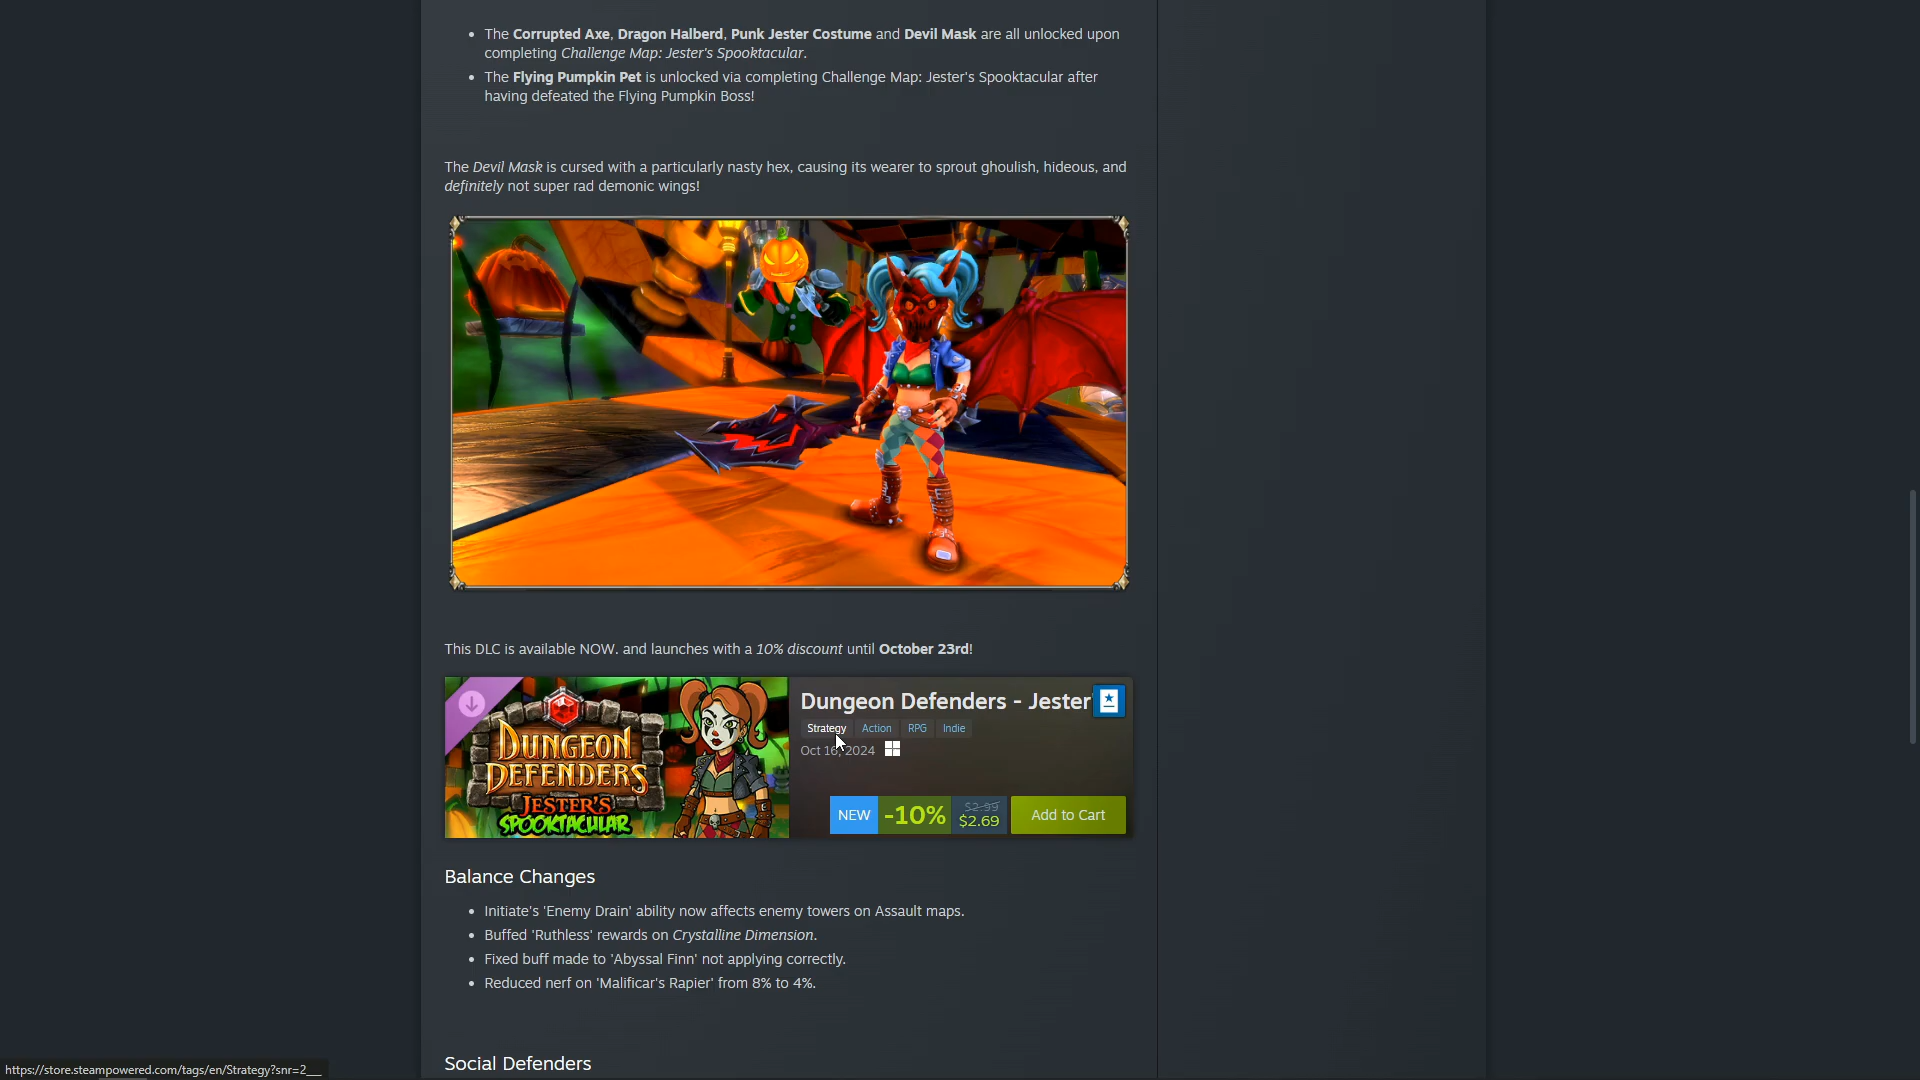 The Corrupted Axe, Dragon Halberd, Punk Jester Costume and Devil Mask are all unlocked upon
completing Challenge Map: Jester's Spooktacular.
The Flying Pumpkin Pet is unlocked via completing Challenge Map: Jester's Spooktacular after
having defeated the Flying Pumpkin Boss!
The Devil Mask is cursed with a particularly nasty hex, causing its wearer to sprout ghoulish, hideous, and
definitely not super rad demonic wings!
This DLC is available NOW. and launches with a 10% discount until October 23rd!
DUNGEON
DEFENDERS
JESTER'S
SPOOKTACULAR
Dungeon Defenders - Jester
Strategy Action RPG Indie
Oct 16, 2024
NEW -10% $2.99 $2.69 Add to Cart
Balance Changes
Initiate's 'Enemy Drain' ability now affects enemy towers on Assault maps.
Buffed 'Ruthless' rewards on Crystalline Dimension.
Fixed buff made to 'Abyssal Finn' not applying correctly.
Reduced nerf on 'Malificar's Rapier' from 8% to 4%.
Social Defenders
https://store.steampowered.com/tags/en/Strategy?snr=2__